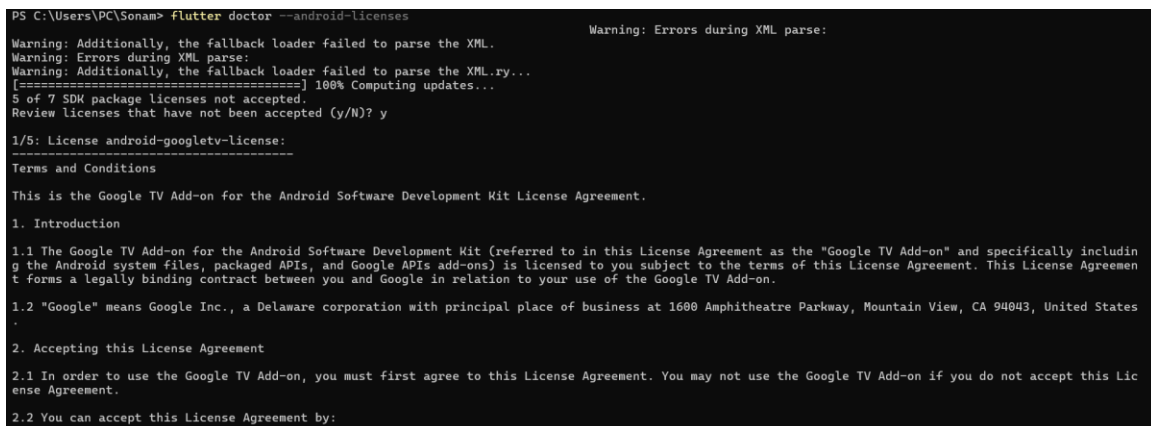 PS C:\Users\PC\Sonam> flutter doctor --android-licenses
Warning: Errors during XML parse:
Warning: Additionally, the fallback loader failed to parse the XML.
Warning: Errors during XML parse:
Warning: Additionally, the fallback loader failed to parse the XML.ry...
[=======================================] 100% Computing updates...
5 of 7 SDK package licenses not accepted.
Review licenses that have not been accepted (y/N)? y
1/5: License android-googletv-license:
---------------------------------------
Terms and Conditions
This is the Google TV Add-on for the Android Software Development Kit License Agreement.
1. Introduction
1.1 The Google TV Add-on for the Android Software Development Kit (referred to in this License Agreement as the "Google TV Add-on" and specifically includin
g the Android system files, packaged APIs, and Google APIs add-ons) is licensed to you subject to the terms of this License Agreement. This License Agreemen
t forms a legally binding contract between you and Google in relation to your use of the Google TV Add-on.
1.2 "Google" means Google Inc., a Delaware corporation with principal place of business at 1600 Amphitheatre Parkway, Mountain View, CA 94043, United States
.
2. Accepting this License Agreement
2.1 In order to use the Google TV Add-on, you must first agree to this License Agreement. You may not use the Google TV Add-on if you do not accept this Lic
ense Agreement.
2.2 You can accept this License Agreement by: